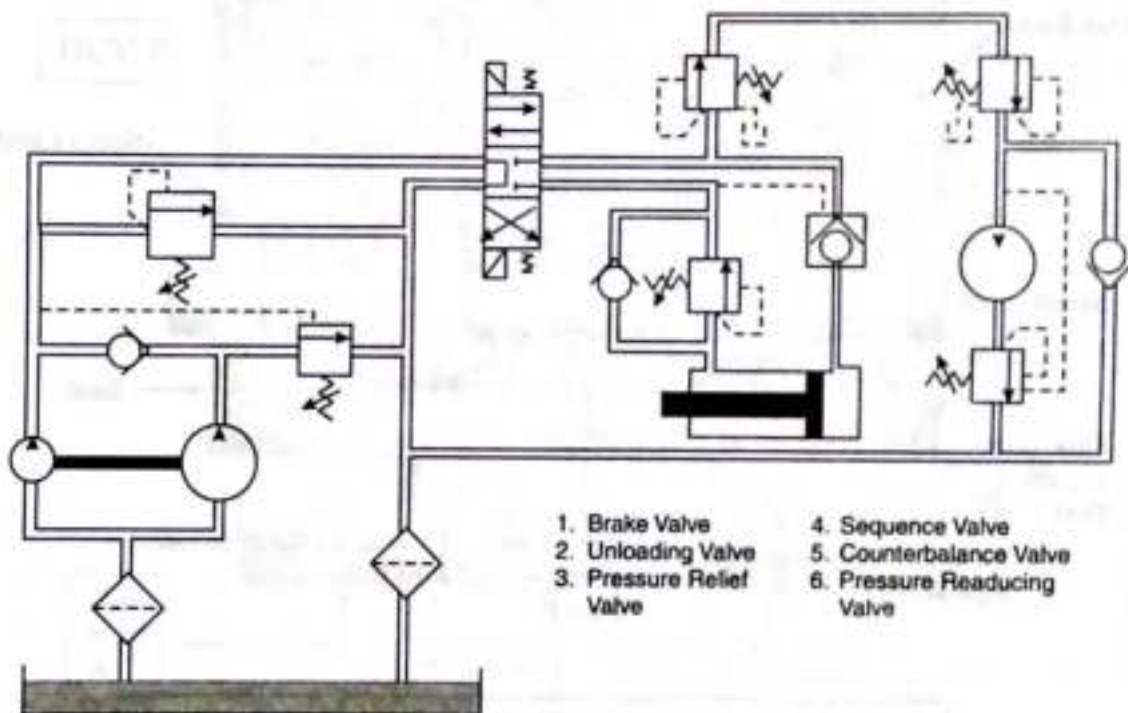 1. Brake Valve
2. Unloading Valve
3. Pressure Relief
Valve
4. Sequence Valve
5. Counterbalance Valve
6. Pressure Readucing
Valve